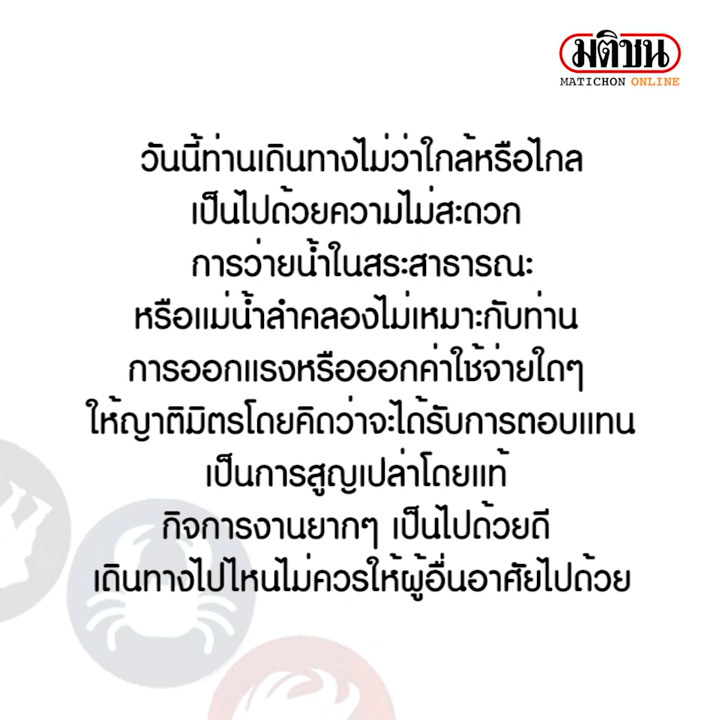 มติชน
MATICHON ONLINE
วันนี้ท่านเดินทางไม่ว่าใกล้หรือไกล
เป็นไปด้วยความไม่สะดวก
การว่ายน้ำในสระสาธารณะ
หรือแม่น้ำลำคลองไม่เหมาะกับท่าน
การออกแรงหรือออกค่าใช้จ่ายใดๆ
ให้ญาติมิตรโดยคิดว่าจะได้รับการตอบแทน
เป็นการสูญเปล่าโดยแท้
กิจการงานยากๆ เป็นไปด้วยดี
เดินทางไปไหนไม่ควรให้ผู้อื่นอาศัยไปด้วย